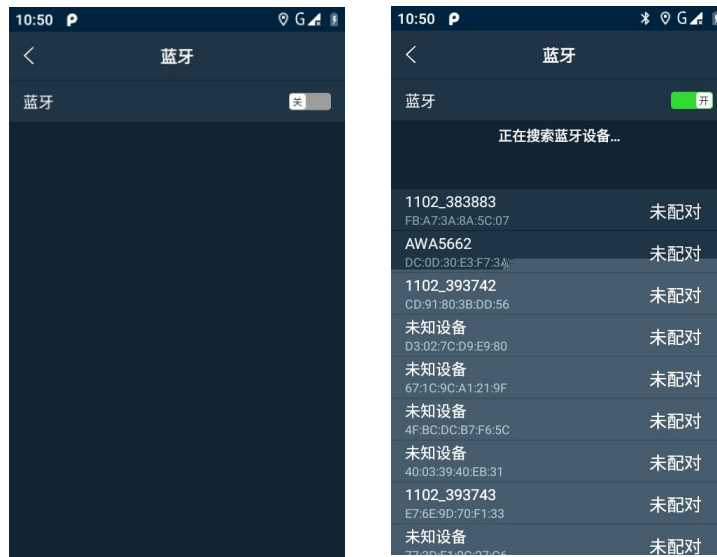 10:50
G
蓝牙
蓝牙
关
10:50
G
蓝牙
蓝牙
开
正在搜索蓝牙设备...
1102_383883
FB:A7:3A:8A:5C:07
未配对
AWA5662
DC:0D:30:E3:F7:3A
未配对
1102_393742
CD:91:80:3B:DD:56
未配对
未知设备
D3:02:7C:D9:E9:80
未配对
未知设备
67:1C:9C:A1:21:9F
未配对
未知设备
4F:BC:DC:B7:F6:5C
未配对
未知设备
40:03:39:40:EB:31
未配对
1102_393743
E7:6E:9D:70:F1:33
未配对
未知设备
未配对